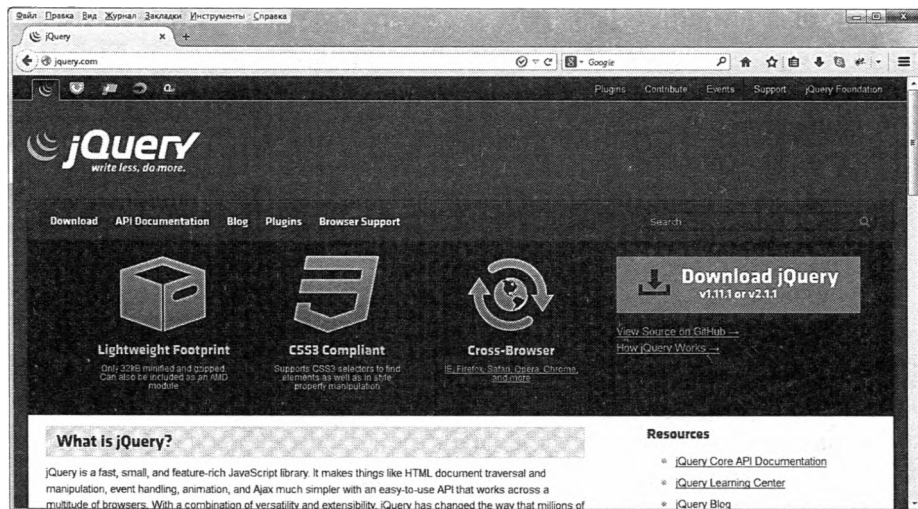 Файл Правка Вид Журнал Закладки Инструменты Справка
jQuery
jquery.com
Google
Plugins Contribute Events Support jQuery Foundation
jQuery
write less, do more.
Download API Documentation Blog Plugins Browser Support
Search
Lightweight Footprint
Only 32kB minified and gzipped.
Can also be included as an AMD
module
CSS3 Compliant
Supports CSS3 selectors to find
elements as well as in style
property manipulation
Cross-Browser
IE, Firefox, Safari, Opera, Chrome,
and more
Download jQuery
v1.11.1 or v2.1.1
View Source on GitHub →
How jQuery Works →
What is jQuery?
jQuery is a fast, small, and feature-rich JavaScript library. It makes things like HTML document traversal and
manipulation, event handling, animation, and Ajax much simpler with an easy-to-use API that works across a
multitude of browsers. With a combination of versatility and extensibility, jQuery has changed the way that millions of
Resources
jQuery Core API Documentation
jQuery Learning Center
jQuery Blog